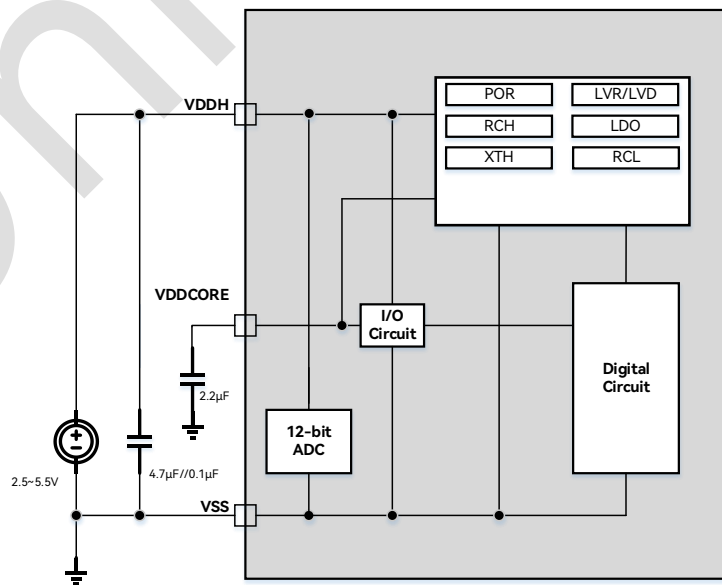 POR
LVR/LVD
VDDH
RCH
LDO
XTH
RCL
VDDCORE
I/O
Circuit
2.2μF
Digital
Circuit
12-bit
ADC
4.7μF//0.1μF
2.5~5.5V
VSS